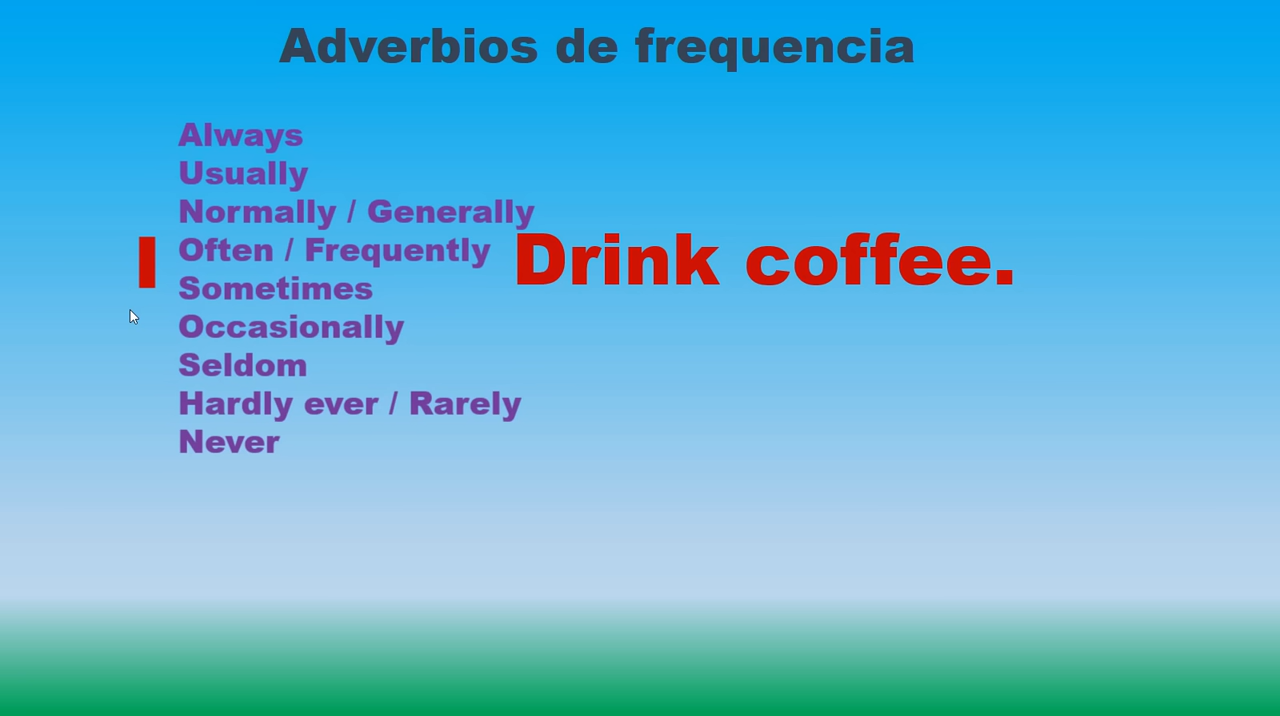 Adverbios de frequencia
Always
Usually
Normally / Generally
I
Often / Frequently
Drink coffee.
Sometimes
Occasionally
Seldom
Hardly ever / Rarely
Never